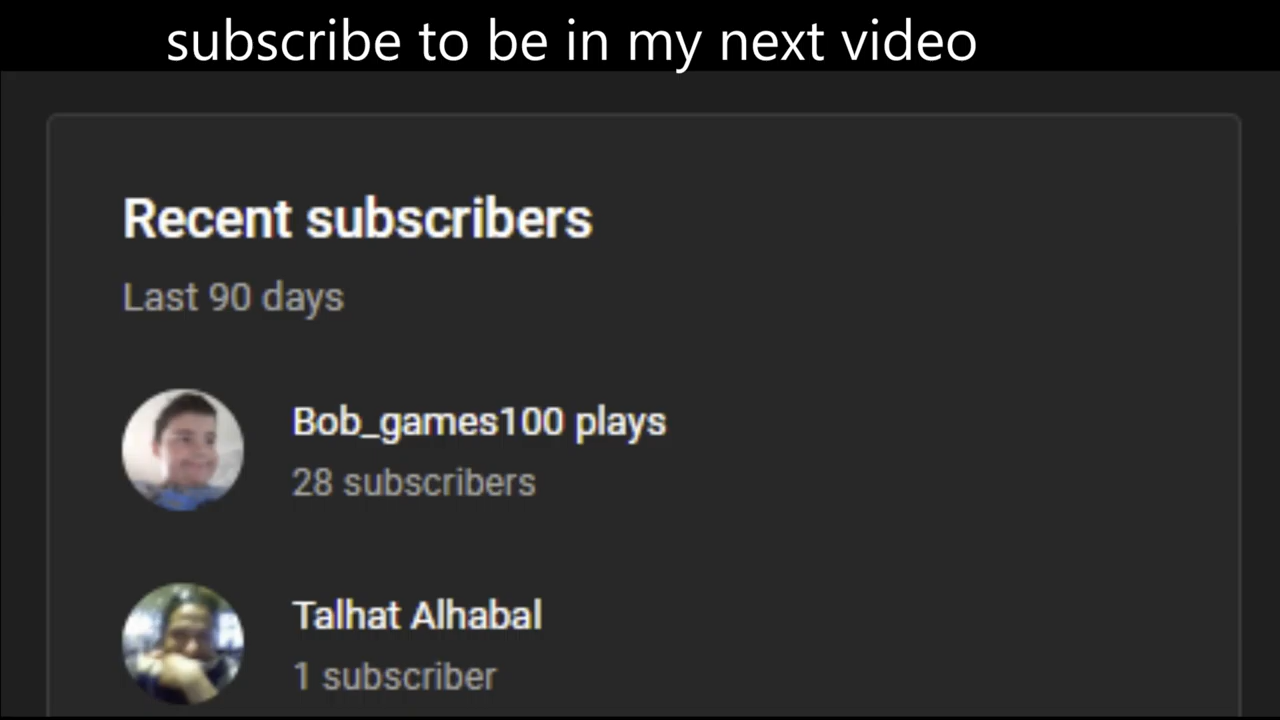 subscribe to be in my next video
Recent subscribers
Last 90 days
Bob_games100 plays
28 subscribers
Talhat Alhabal
1 subscriber